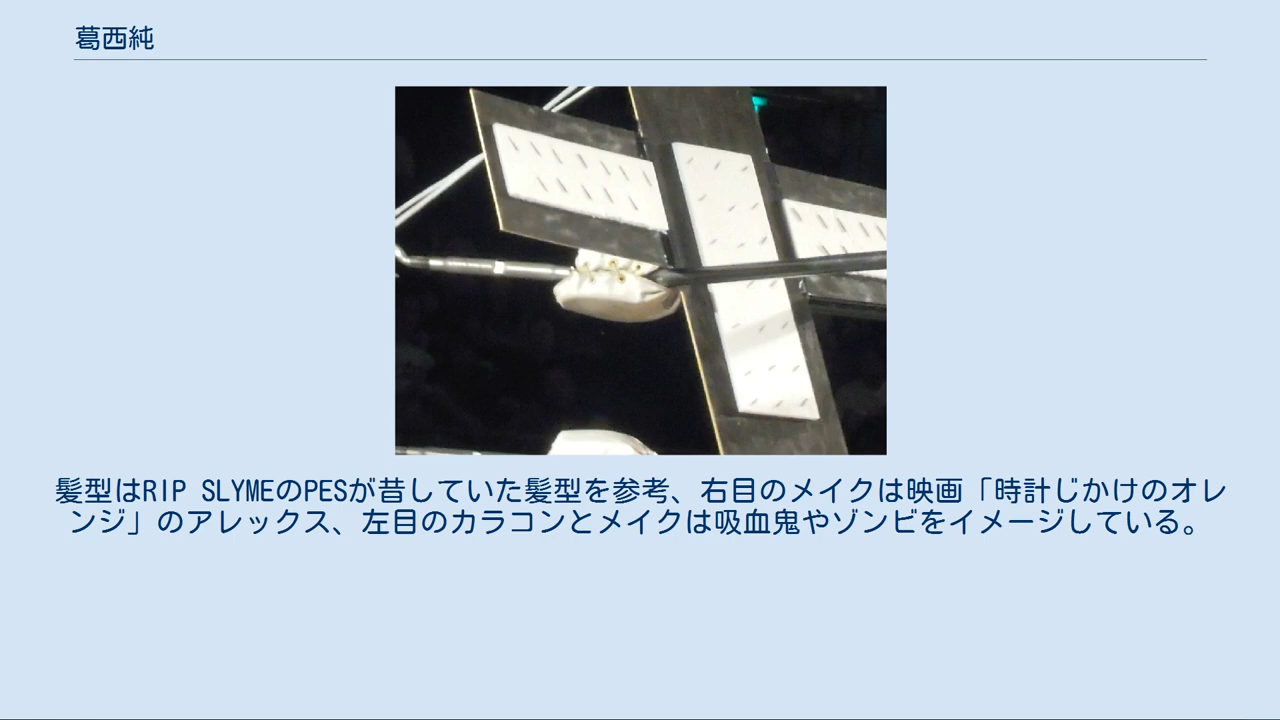 葛西純
髪型はRIP SLYMEのPESが昔していた髪型を参考、右目のメイクは映画「時計じかけのオレ
ンジ」のアレックス、左目のカラコンとメイクは吸血鬼やゾンビをイメージしている。